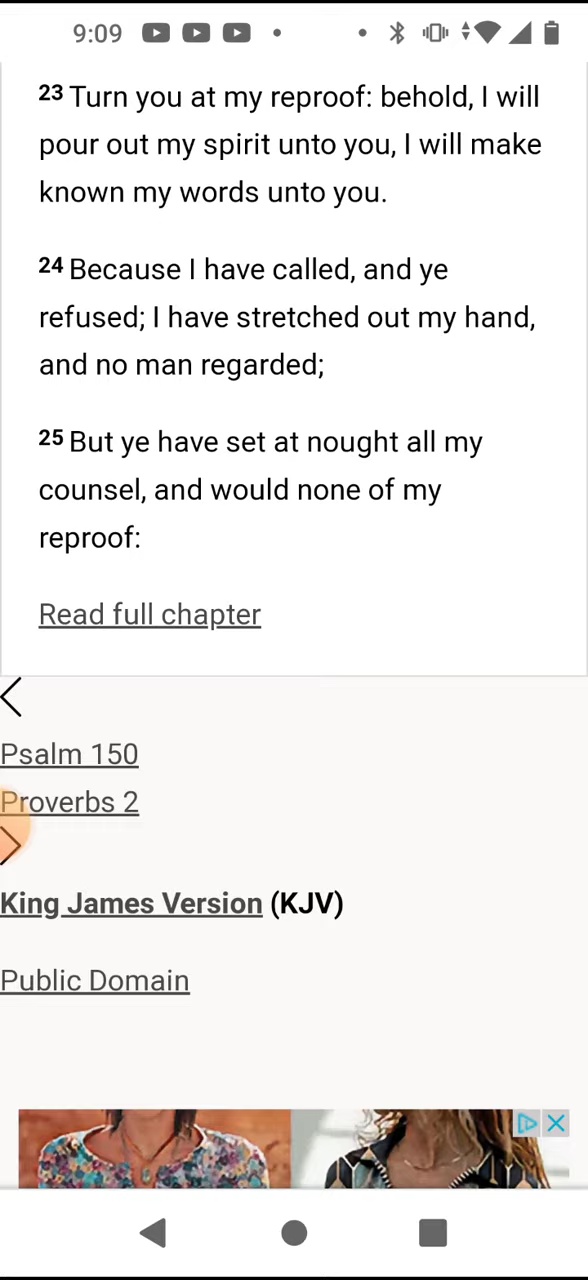 9:09
23 Turn you at my reproof: behold, I will
pour out my spirit unto you, I will make
known my words unto you.
24 Because I have called, and ye
refused; I have stretched out my hand,
and no man regarded;
25 But ye have set at nought all my
counsel, and would none of my
reproof:
Read full chapter
Psalm 150
Proverbs 2
King James Version (KJV)
Public Domain